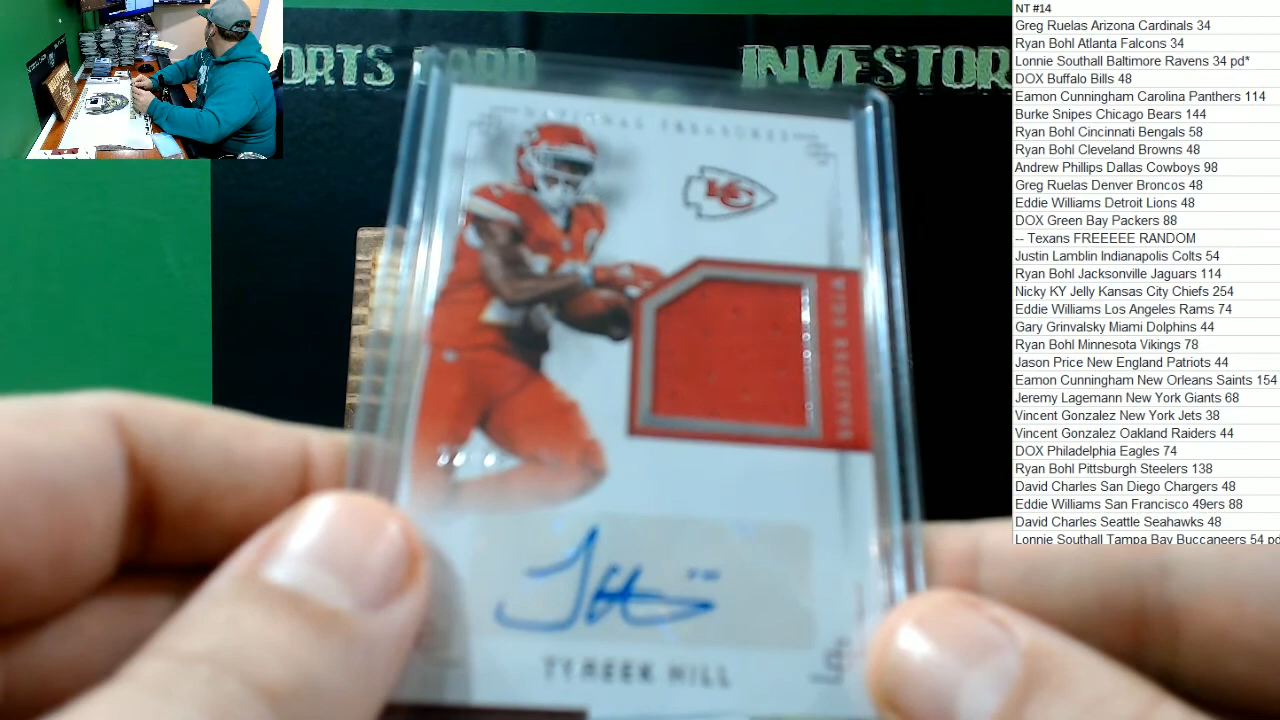 ORTS CARD INVESTOR
NATIONAL TREASURES
KC
WIDE RECEIVER
TYREEK HILL
NT #14
Greg Ruelas Arizona Cardinals 34
Ryan Bohl Atlanta Falcons 34
Lonnie Southall Baltimore Ravens 34 pd*
DOX Buffalo Bills 48
Eamon Cunningham Carolina Panthers 114
Burke Snipes Chicago Bears 144
Ryan Bohl Cincinnati Bengals 58
Ryan Bohl Cleveland Browns 48
Andrew Phillips Dallas Cowboys 98
Greg Ruelas Denver Broncos 48
Eddie Williams Detroit Lions 48
DOX Green Bay Packers 88
-- Texans FREEEEE RANDOM
Justin Lamblin Indianapolis Colts 54
Ryan Bohl Jacksonville Jaguars 114
Nicky KY Jelly Kansas City Chiefs 254
Eddie Williams Los Angeles Rams 74
Gary Grinvalsky Miami Dolphins 44
Ryan Bohl Minnesota Vikings 78
Jason Price New England Patriots 44
Eamon Cunningham New Orleans Saints 154
Jeremy Lagemann New York Giants 68
Vincent Gonzalez New York Jets 38
Vincent Gonzalez Oakland Raiders 44
DOX Philadelphia Eagles 74
Ryan Bohl Pittsburgh Steelers 138
David Charles San Diego Chargers 48
Eddie Williams San Francisco 49ers 88
David Charles Seattle Seahawks 48
Lonnie Southall Tampa Bay Buccaneers 54 pd